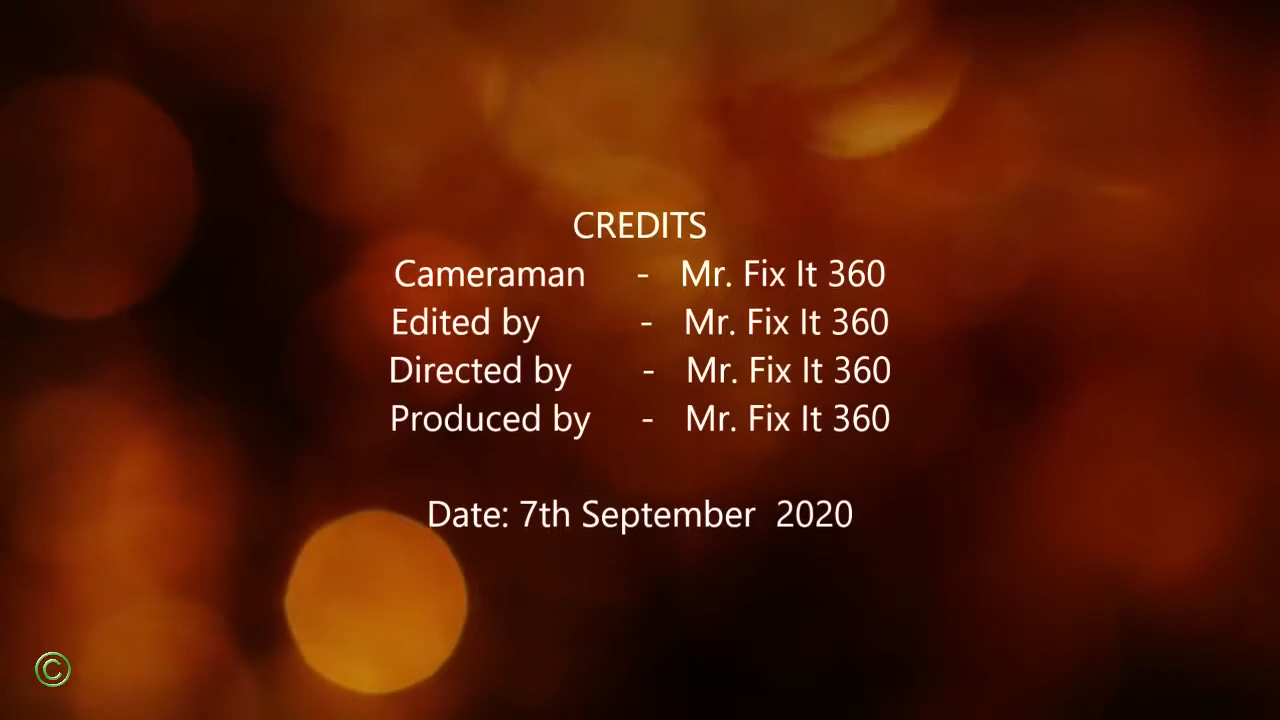 CREDITS
Cameraman - Mr. Fix It 360
Edited by - Mr. Fix It 360
Directed by - Mr. Fix It 360
Produced by - Mr. Fix It 360
Date: 7th September 2020
©